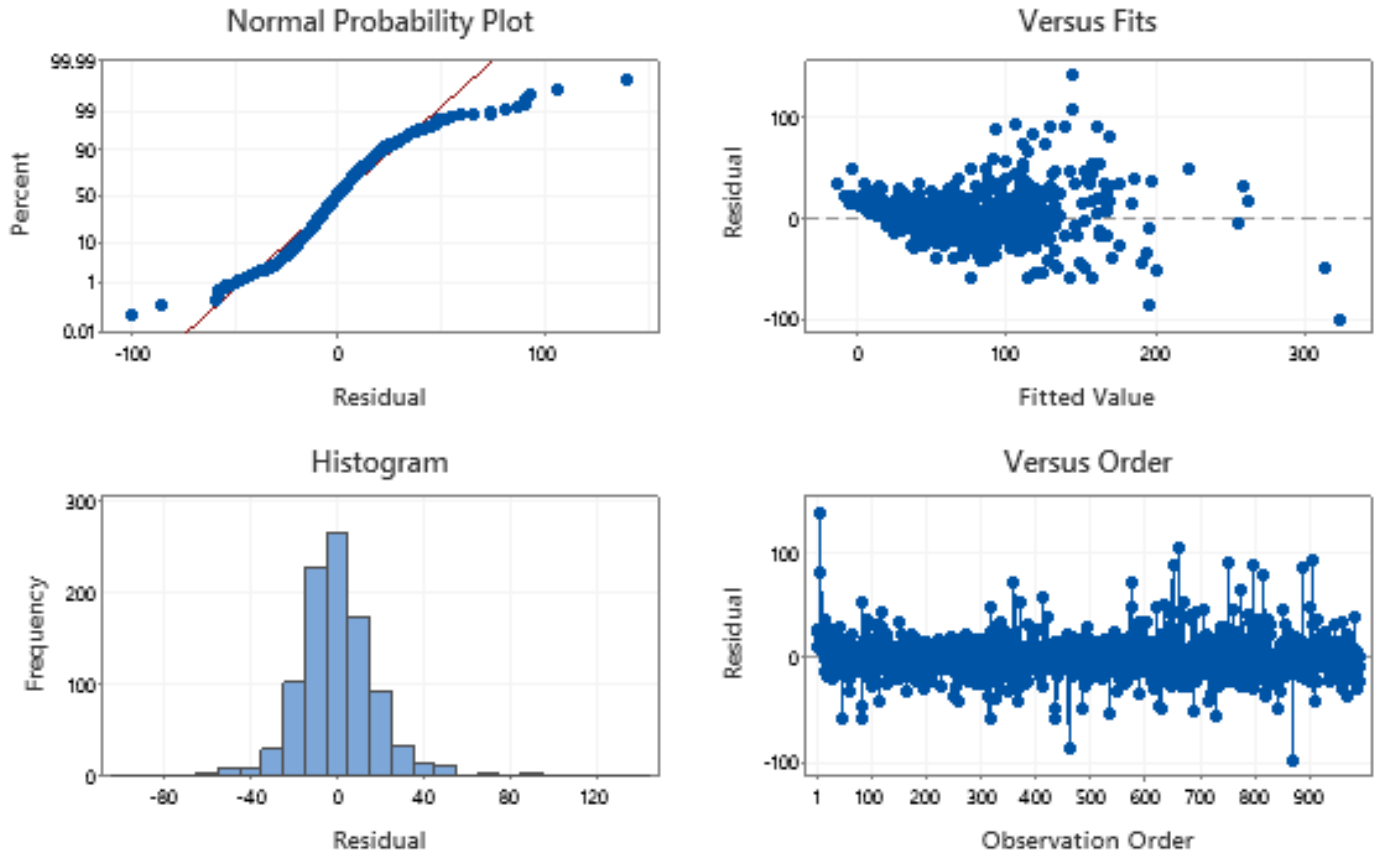 Normal Probability Plot
99.99
99
90
50
10
1
0.01
Percent
-100 0 100
Residual
Versus Fits
100
0
-100
Residual
0 100 200 300
Fitted Value
Histogram
300
200
100
0
Frequency
-80 -40 0 40 80 120
Residual
Versus Order
100
0
-100
Residual
1 100 200 300 400 500 600 700 800 900
Observation Order